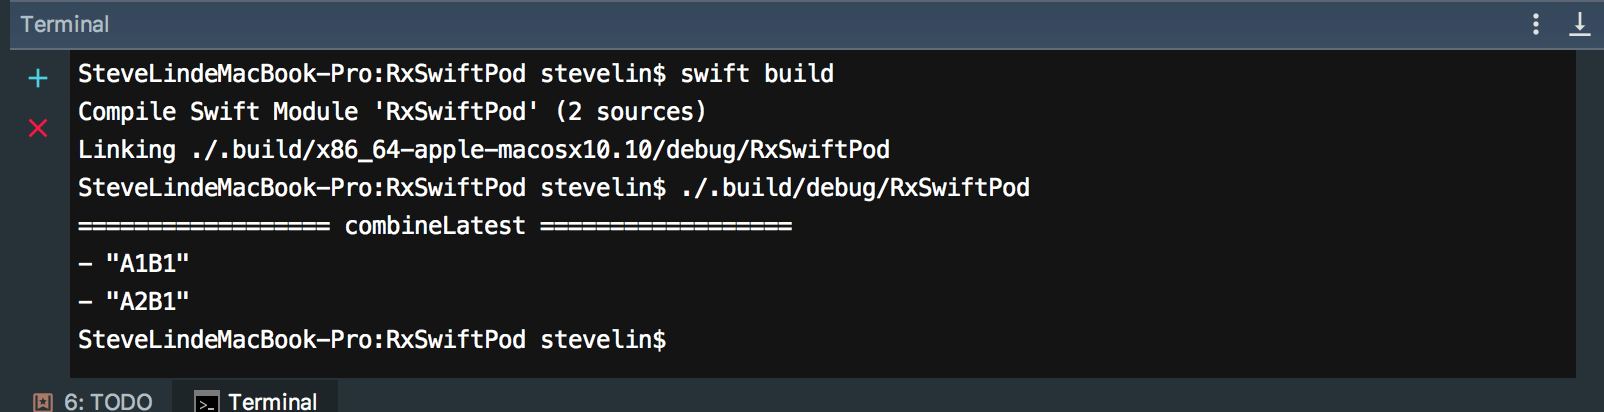 Terminal
SteveLindeMacBook-Pro:RxSwiftPod stevelin$ swift build
Compile Swift Module 'RxSwiftPod' (2 sources)
Linking ./.build/x86_64-apple-macosx10.10/debug/RxSwiftPod
SteveLindeMacBook-Pro:RxSwiftPod stevelin$ ./.build/debug/RxSwiftPod
================== combineLatest ==================
- "A1B1"
- "A2B1"
SteveLindeMacBook-Pro:RxSwiftPod stevelin$
6: TODO Terminal